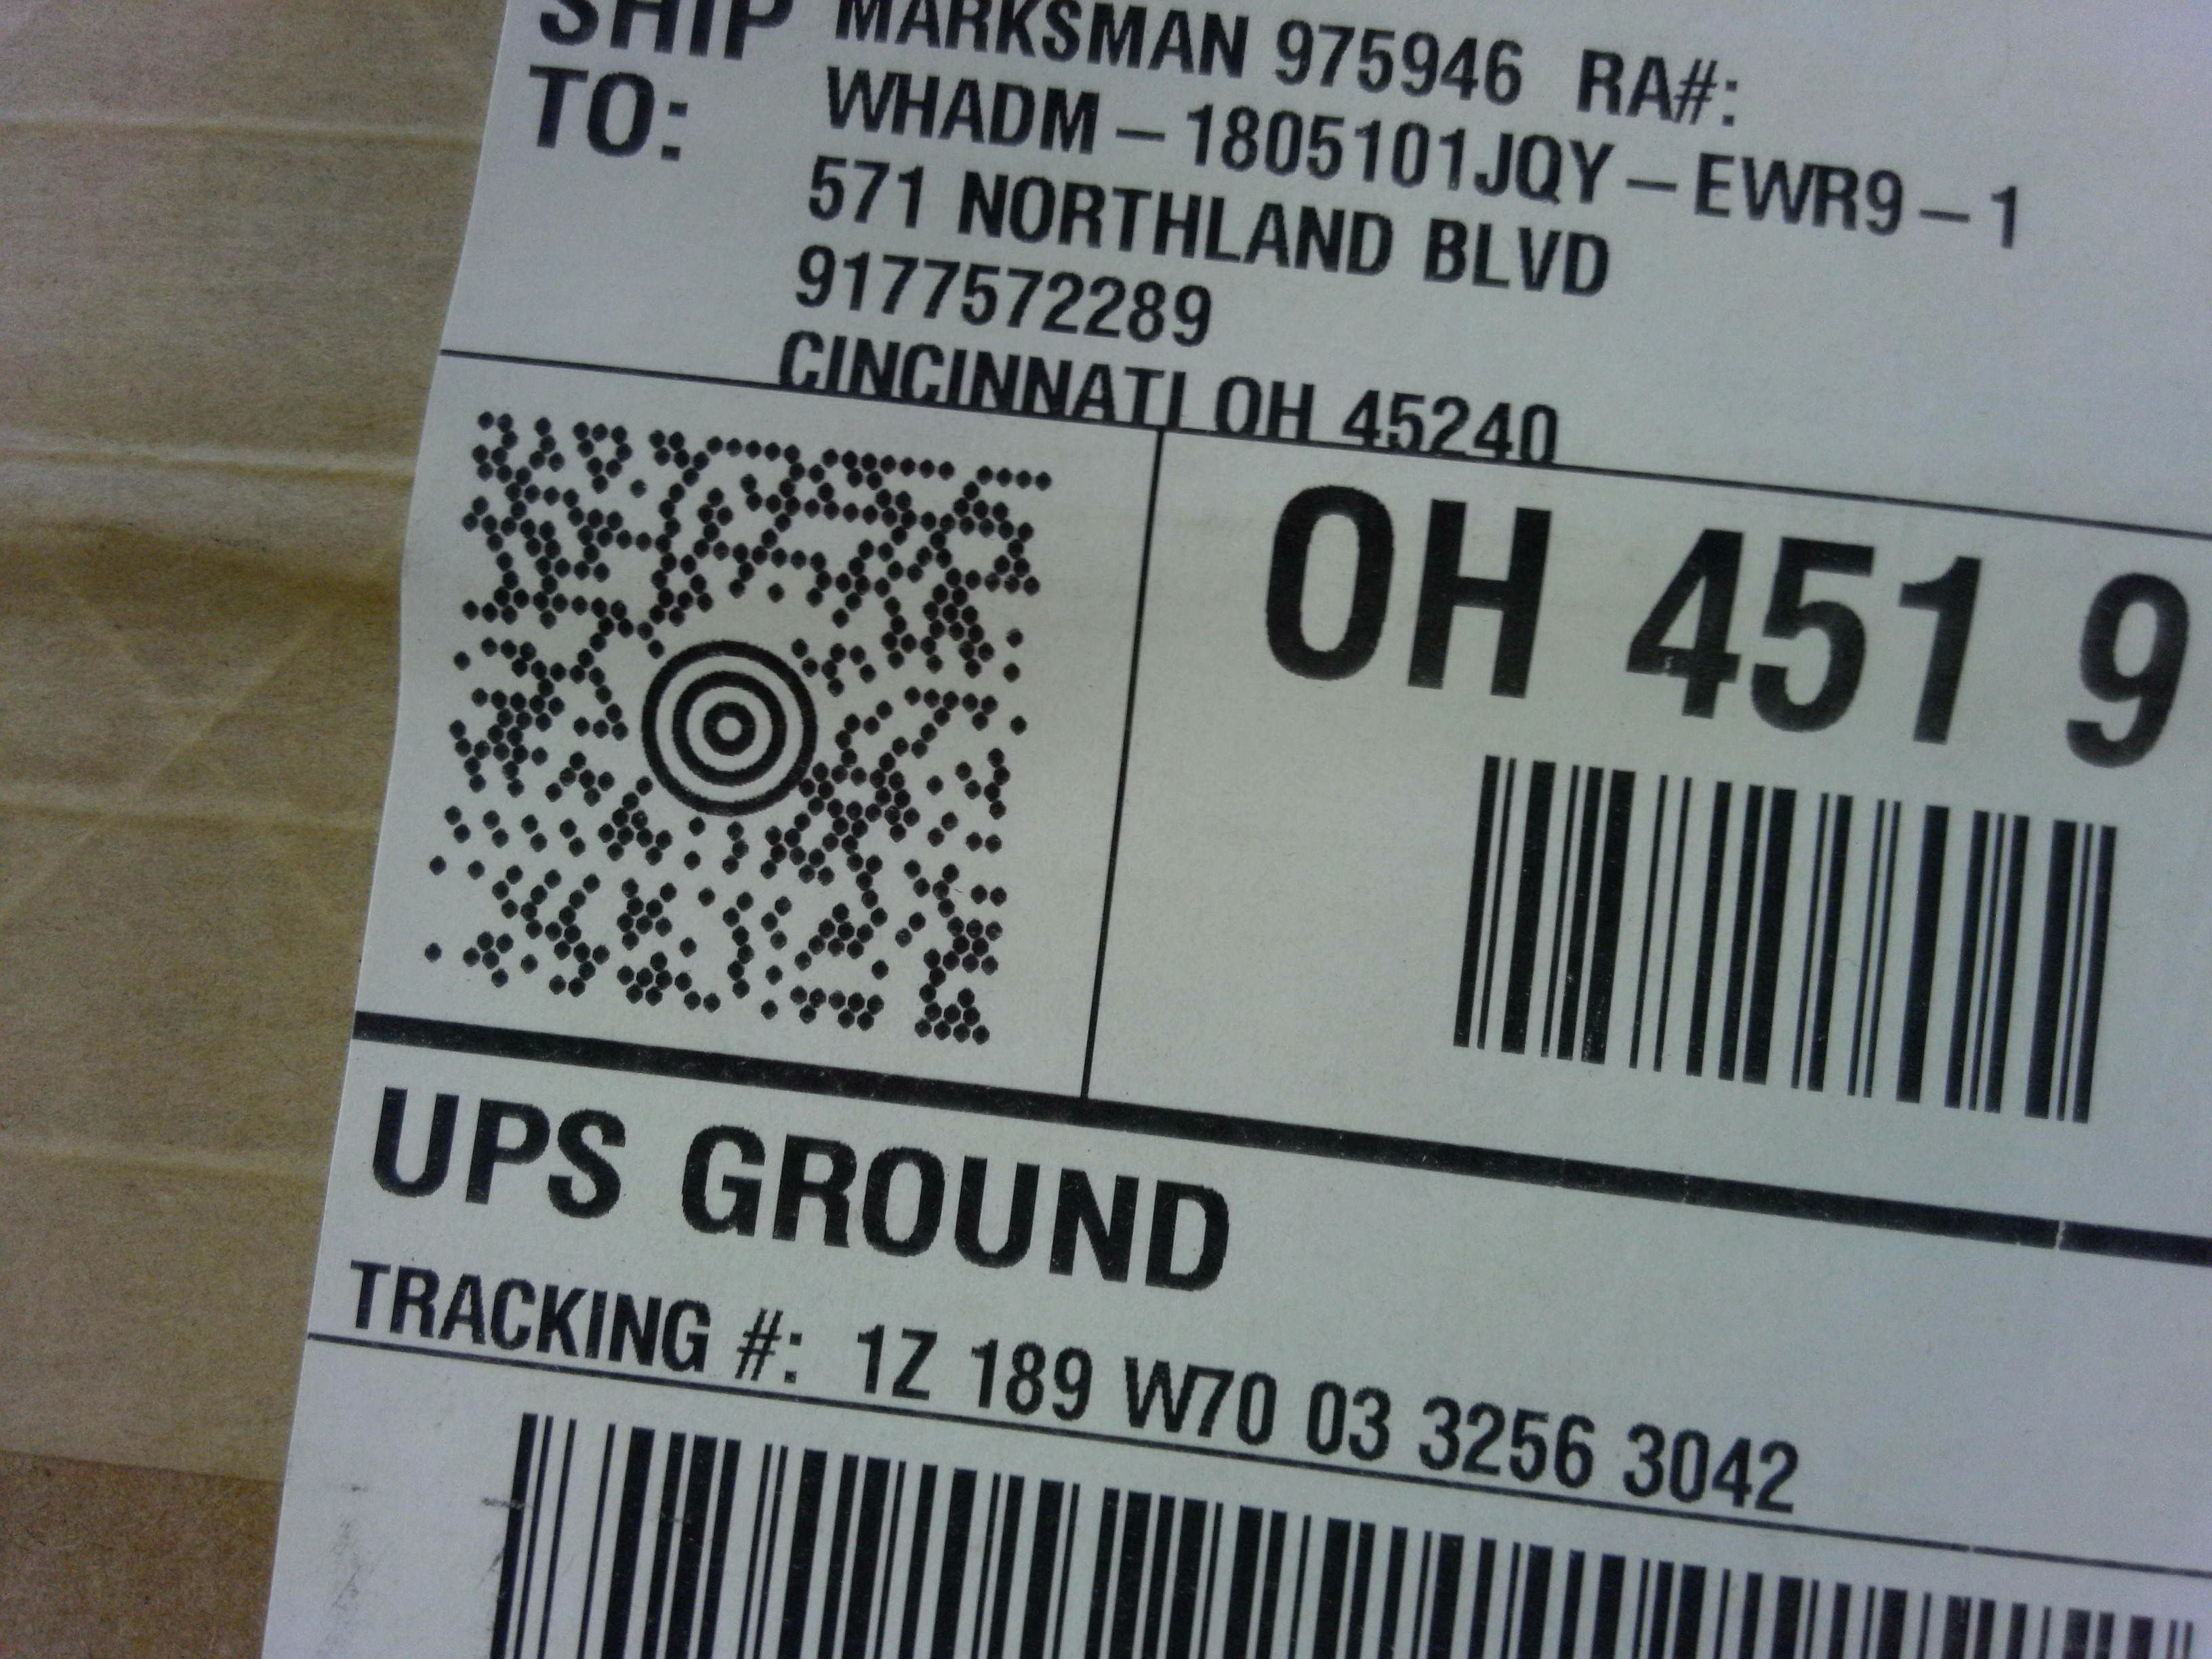 SHIP TO: MARKSMAN 975946 RA#:
WHADM – 1805101JQY – EWR9 – 1
571 NORTHLAND BLVD
9177572289
CINCINNATI OH 45240
OH 451 9
UPS GROUND
TRACKING #: 1Z 189 W70 03 3256 3042